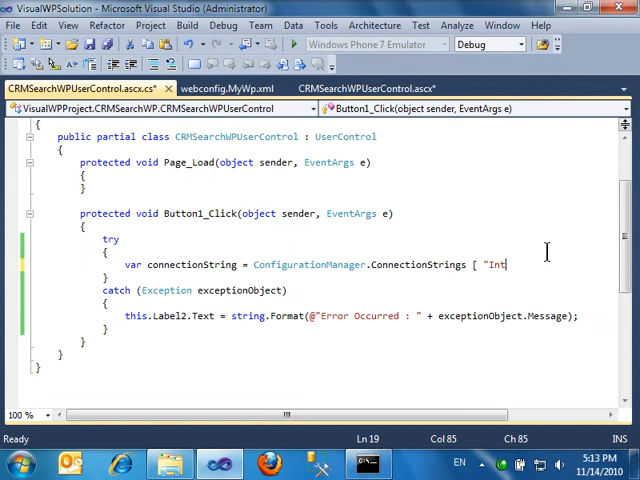 VisualWPSolution - Microsoft Visual Studio (Administrator)
File Edit View Refactor Project Build Debug Team Data Tools Architecture Test Analyze Window Help
Windows Phone 7 Emulator Debug
CRMSearchWPUserControl.ascx.cs* webconfig.MyWp.xml CRMSearchWPUserControl.ascx*
VisualWPProject.CRMSearchWP.CRMSearchWPUserControl Button1_Click(object sender, EventArgs e)
{
public partial class CRMSearchWPUserControl : UserControl
{
protected void Page_Load(object sender, EventArgs e)
{
}
protected void Button1_Click(object sender, EventArgs e)
{
try
{
var connectionString = ConfigurationManager.ConnectionStrings [ "Int
}
catch (Exception exceptionObject)
{
this.Label2.Text = string.Format(@"Error Occurred : " + exceptionObject.Message);
}
}
}
}
100 %
Ready Ln 19 Col 85 Ch 85 INS
EN 5:13 PM
11/14/2010